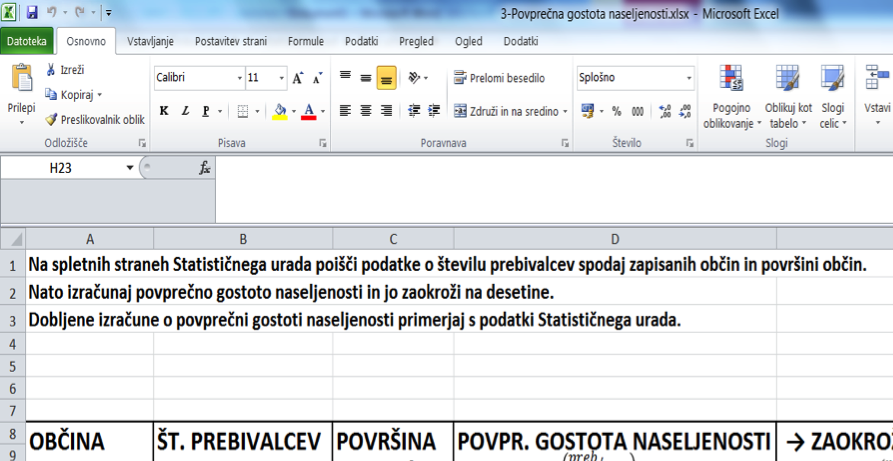 3-Povprečna gostota naseljenosti.xlsx - Microsoft Excel
Datoteka Osnovno Vstavljanje Postavitev strani Formule Podatki Pregled Ogled Dodatki
Prilepi
Izreži
Kopiraj
Preslikovalnik oblik
Odložišče
Calibri 11
K L P A
Pisava
Prelomi besedilo
Združi in na sredino
Poravnava
Splošno
% 000
Število
Pogojno oblikovanje
Oblikuj kot tabelo
Slogi celic
Slogi
Vstavi
H23 fx
A B C D
1 Na spletnih straneh Statističnega urada poišči podatke o številu prebivalcev spodaj zapisanih občin in površini občin.
2 Nato izračunaj povprečno gostoto naseljenosti in jo zaokroži na desetine.
3 Dobljene izračune o povprečni gostoti naseljenosti primerjaj s podatki Statističnega urada.
4
5
6
7
8 OBČINA ŠT. PREBIVALCEV POVRŠINA POVPR. GOSTOTA NASELJENOSTI
9